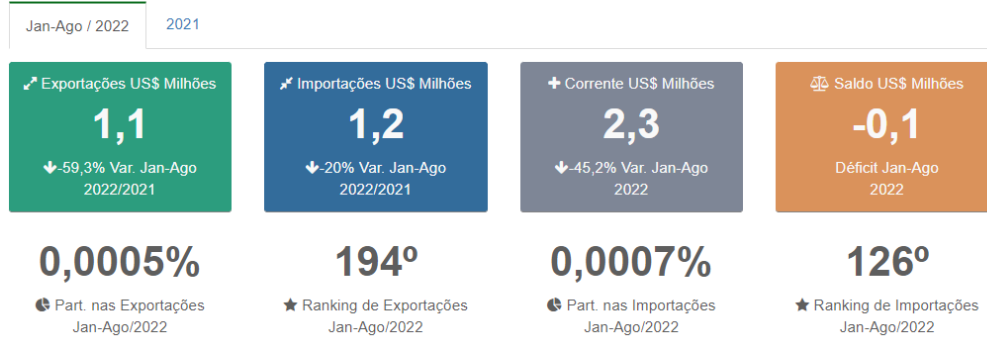 Jan-Ago / 2022
2021
Exportações US$ Milhões
1,1
-59,3% Var. Jan-Ago
2022/2021
Importações US$ Milhões
1,2
-20% Var. Jan-Ago
2022/2021
Corrente US$ Milhões
2,3
-45,2% Var. Jan-Ago
2022
Saldo US$ Milhões
-0,1
Déficit Jan-Ago
2022
0,0005%
Part. nas Exportações
Jan-Ago/2022
194º
Ranking de Exportações
Jan-Ago/2022
0,0007%
Part. nas Importações
Jan-Ago/2022
126º
Ranking de Importações
Jan-Ago/2022